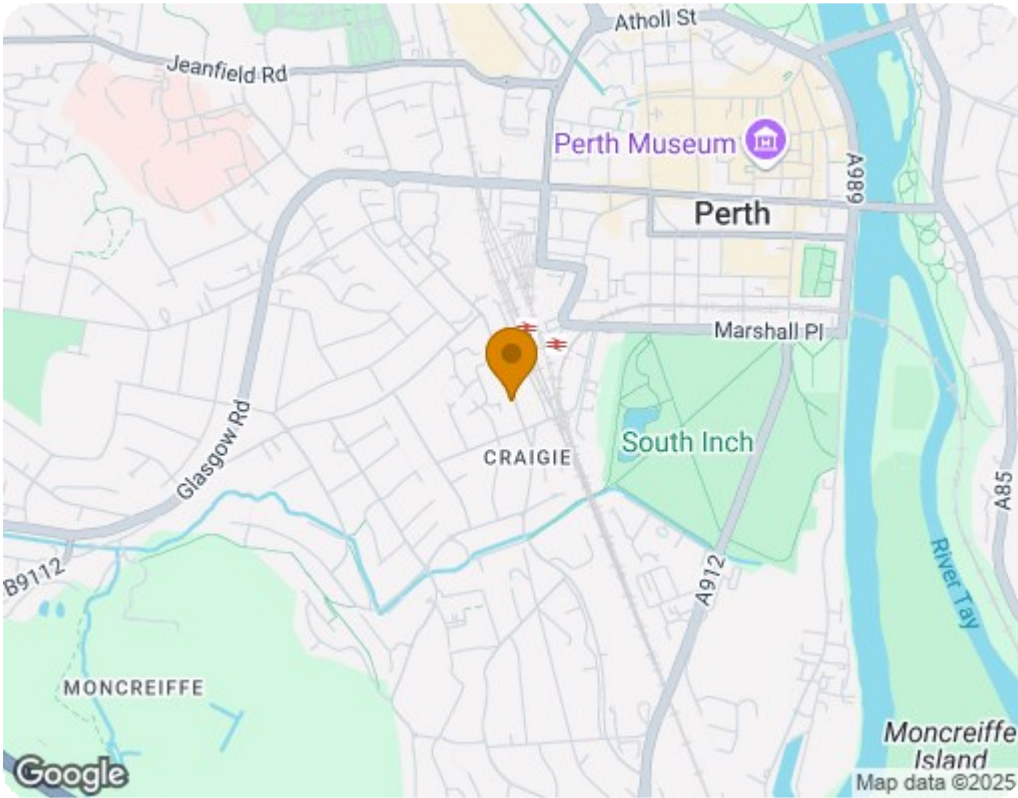 Atholl St
Jeanfield Rd
Perth Museum
A989
Perth
Marshall Pl
Glasgow Rd
South Inch
CRAIGIE
A85
B9112
A912
River Tay
MONCREIFFE
Moncreiffe
Island
Google
Map data ©2025